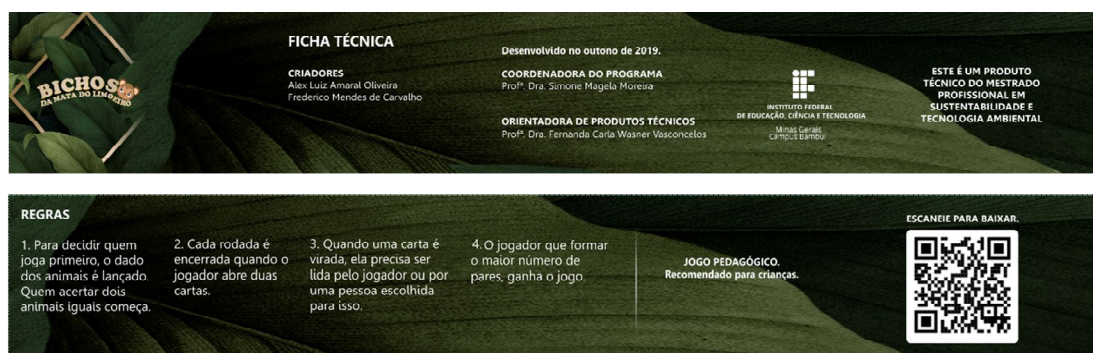 BICHOS
DA MATA DO LIMOEIRO
FICHA TÉCNICA
CRIADORES
Alex Luiz Amaral Oliveira
Frederico Mendes de Carvalho
Desenvolvido no outono de 2019.
COORDENADORA DO PROGRAMA
Profª. Dra. Simone Magela Moreira
ORIENTADORA DE PRODUTOS TÉCNICOS
Profª. Dra. Fernanda Carla Wasner Vasconcelos
INSTITUTO FEDERAL
DE EDUCAÇÃO, CIÊNCIA E TECNOLOGIA
Minas Gerais
Campus Bambuí
ESTE É UM PRODUTO
TÉCNICO DO MESTRADO
PROFISSIONAL EM
SUSTENTABILIDADE E
TECNOLOGIA AMBIENTAL
REGRAS
1. Para decidir quem
joga primeiro, o dado
dos animais é lançado.
Quem acertar dois
animais iguais começa.
2. Cada rodada é
encerrada quando o
jogador abre duas
cartas.
3. Quando uma carta é
virada, ela precisa ser
lida pelo jogador ou por
uma pessoa escolhida
para isso.
4. O jogador que formar
o maior número de
pares, ganha o jogo.
JOGO PEDAGÓGICO.
Recomendado para crianças.
ESCANEIE PARA BAIXAR.